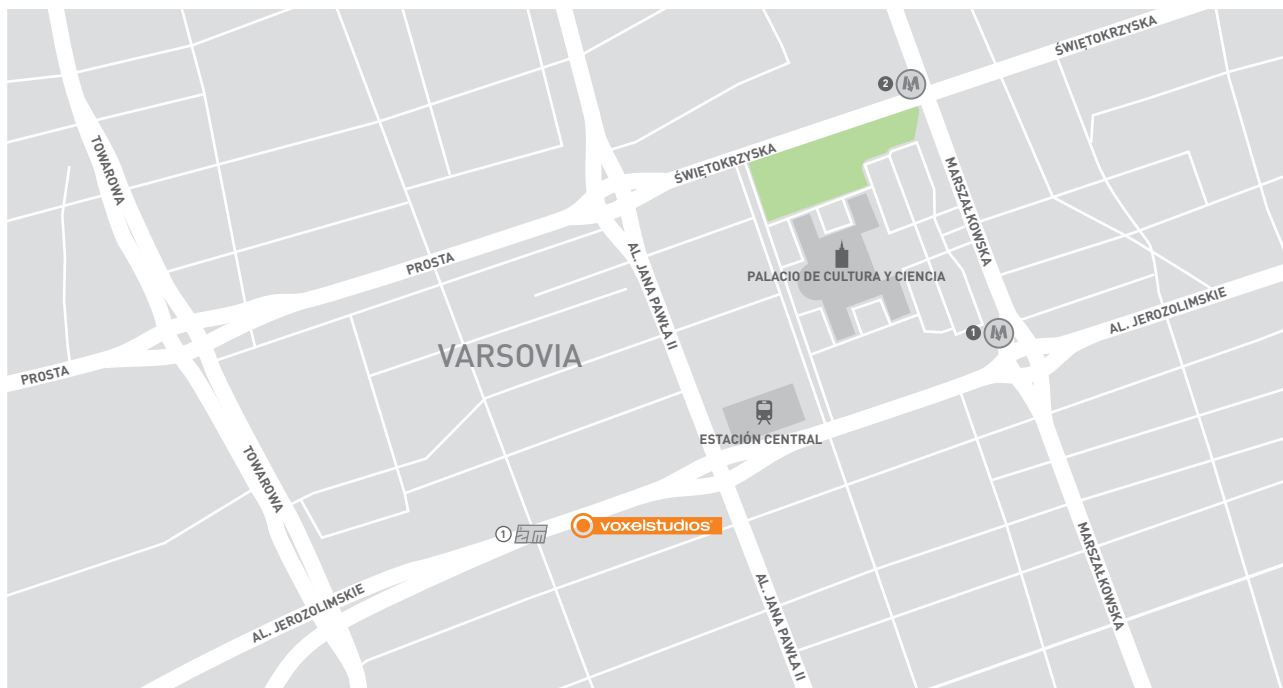 ŚWIĘTOKRZYSKA
2
TOWAROWA
ŚWIĘTOKRZYSKA
MARSZAŁKOWSKA
PROSTA
AL. JANA PAWŁA II
PALACIO DE CULTURA Y CIENCIA
AL. JEROZOLIMSKIE
1
VARSOVIA
PROSTA
ESTACIÓN CENTRAL
TOWAROWA
voxelstudios®
1
ztm
MARSZAŁKOWSKA
AL. JEROZOLIMSKIE
AL. JANA PAWŁA II